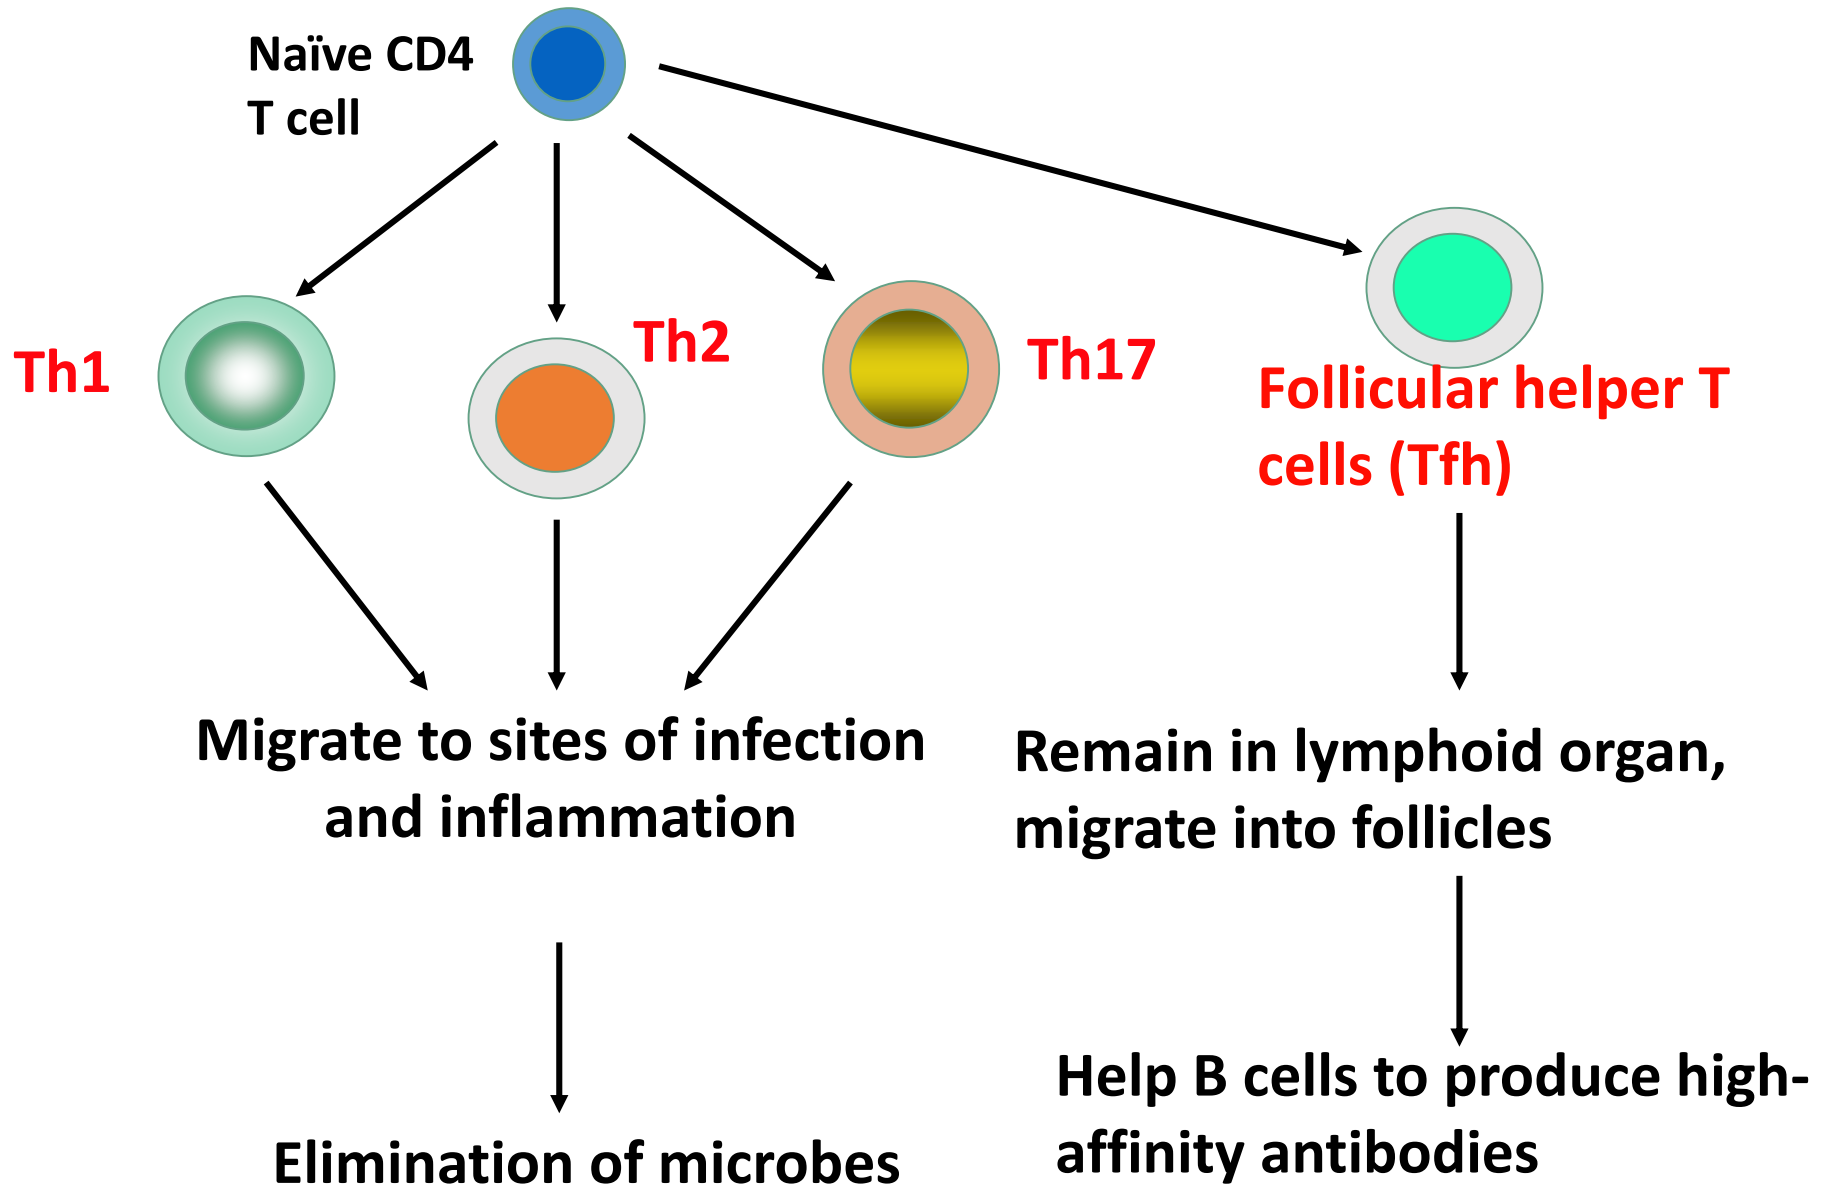 Naïve CD4
T cell
Th1
Th2
Th17
Follicular helper T
cells (Tfh)
Migrate to sites of infection
and inflammation
Remain in lymphoid organ,
migrate into follicles
Elimination of microbes
Help B cells to produce high-
affinity antibodies